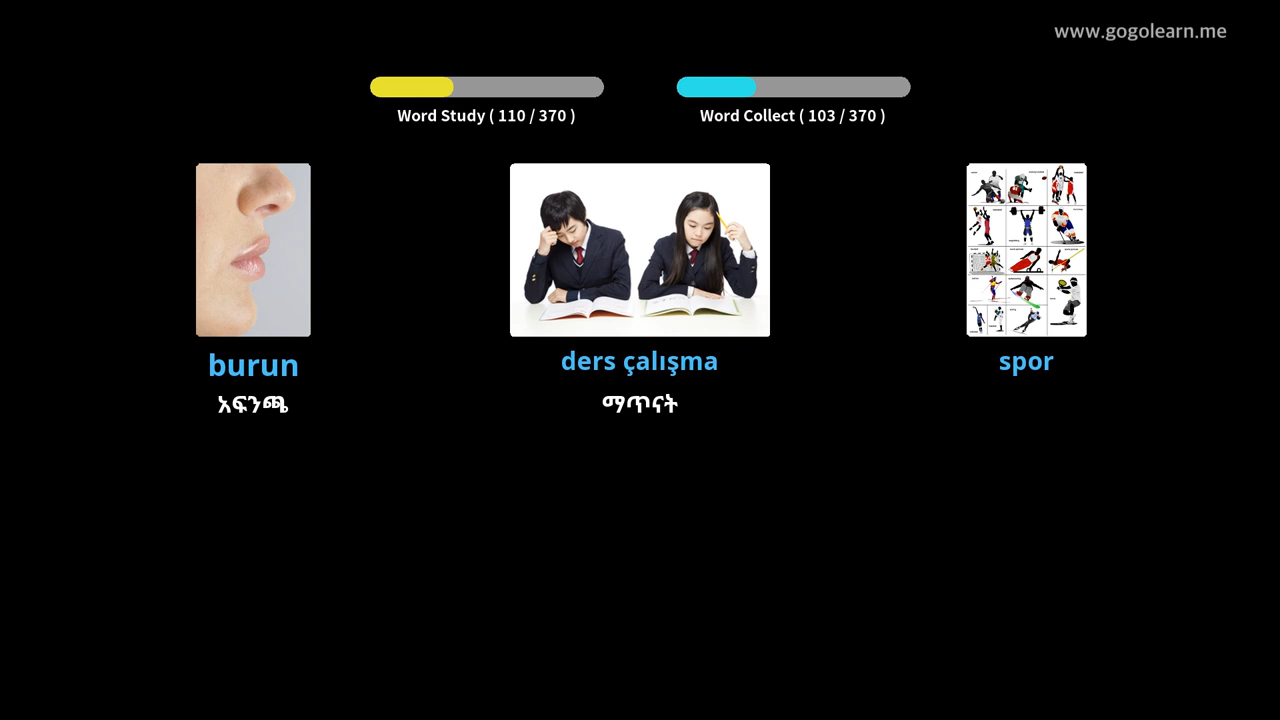 www.gogolearn.me
Word Study ( 110 / 370 )
Word Collect ( 103 / 370 )
burun
ders çalışma
spor
አፍንጫ
ማጥናት